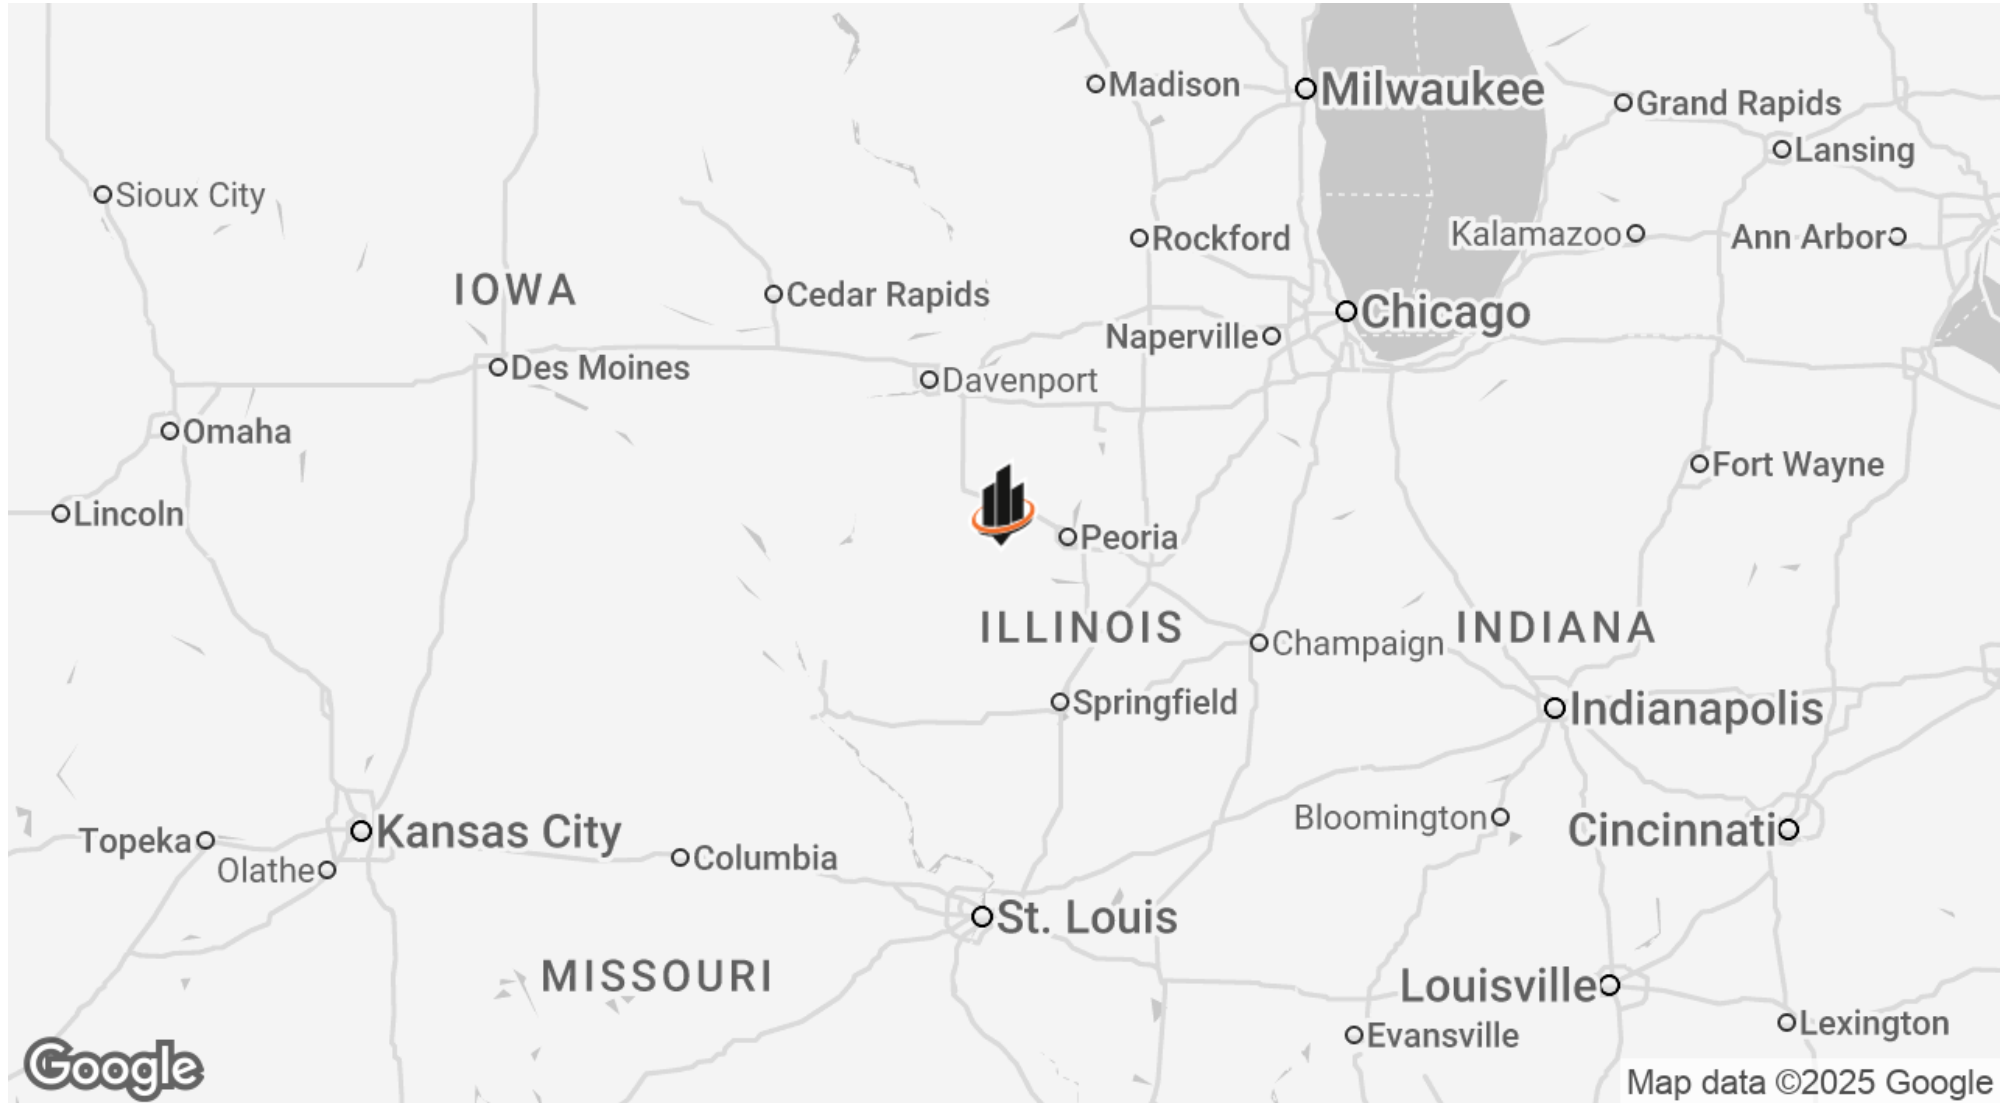 Madison
Milwaukee
Grand Rapids
Lansing
Sioux City
Rockford
Kalamazoo
Ann Arbor
IOWA
Cedar Rapids
Chicago
Naperville
Des Moines
Davenport
Omaha
Fort Wayne
Lincoln
Peoria
ILLINOIS
INDIANA
Champaign
Springfield
Indianapolis
Bloomington
Cincinnati
Kansas City
Topeka
Olathe
Columbia
St. Louis
MISSOURI
Louisville
Lexington
Evansville
Google
Map data ©2025 Google